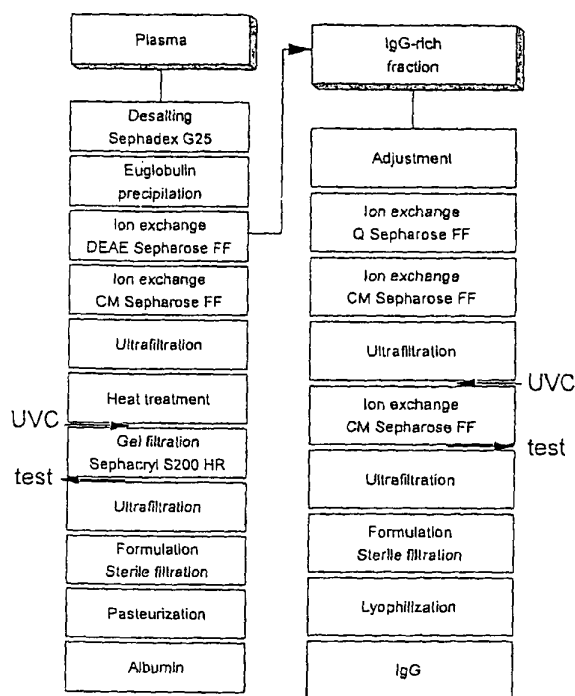 Plasma
Desalting
Sephadex G25
Euglobulin
precipitation
Ion exchange
DEAE Sepharose FF
Ion exchange
CM Sepharose FF
Ultrafiltration
Heat treatment
UVC
Gel filtration
Sephacryl S200 HR
test
Ultrafiltration
Formulation
Sterile filtration
Pasteurization
Albumin
IgG-rich
fraction
Adjustment
Ion exchange
Q Sepharose FF
Ion exchange
CM Sepharose FF
Ultrafiltration
UVC
Ion exchange
CM Sepharose FF
test
Ultrafiltration
Formulation
Sterile filtration
Lyophilization
IgG